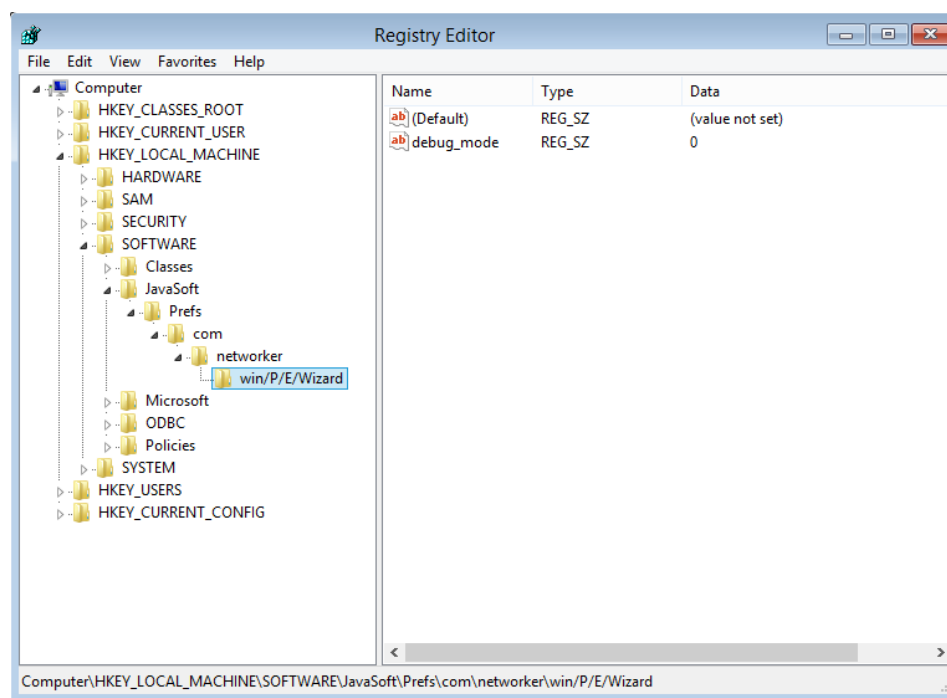 Registry Editor
File Edit View Favorites Help
Computer
HKEY_CLASSES_ROOT
HKEY_CURRENT_USER
HKEY_LOCAL_MACHINE
HARDWARE
SAM
SECURITY
SOFTWARE
Classes
JavaSoft
Prefs
com
networker
win/P/E/Wizard
Microsoft
ODBC
Policies
SYSTEM
HKEY_USERS
HKEY_CURRENT_CONFIG
Name Type Data
ab (Default) REG_SZ (value not set)
ab debug_mode REG_SZ 0
Computer\HKEY_LOCAL_MACHINE\SOFTWARE\JavaSoft\Prefs\com\networker\win/P/E/Wizard